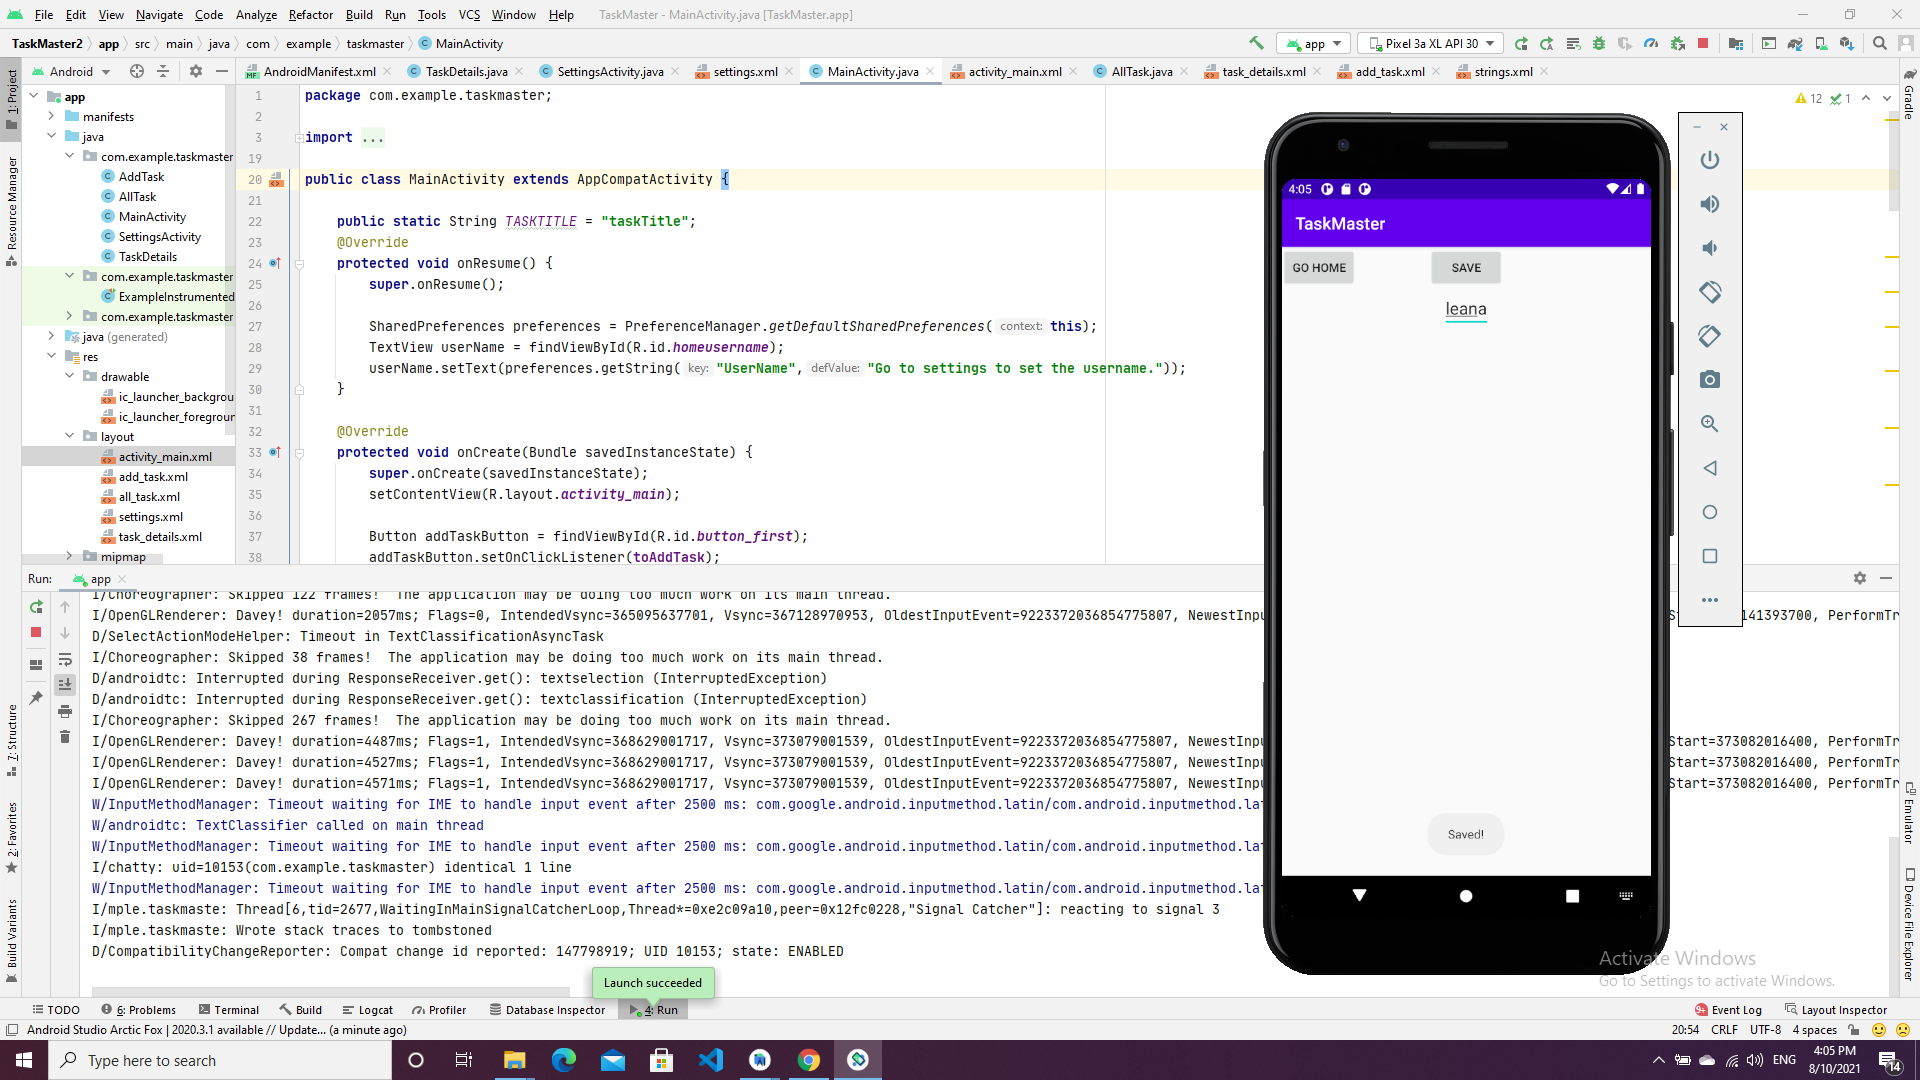 File Edit View Navigate Code Analyze Refactor Build Run Tools VCS Window Help TaskMaster - MainActivity.java [TaskMaster.app]
TaskMaster2 app src main java com example taskmaster MainActivity
app Pixel 3a XL API 30
Android
AndroidManifest.xml TaskDetails.java SettingsActivity.java settings.xml MainActivity.java activity_main.xml AllTask.java task_details.xml add_task.xml strings.xml
1: Project
Resource Manager
7: Structure
2: Favorites
Build Variants
app
manifests
java
com.example.taskmaster
AddTask
AllTask
MainActivity
SettingsActivity
TaskDetails
com.example.taskmaster
ExampleInstrumented
com.example.taskmaster
java (generated)
res
drawable
ic_launcher_backgrou
ic_launcher_foregroun
layout
activity_main.xml
add_task.xml
all_task.xml
settings.xml
task_details.xml
mipmap
12 1
1 package com.example.taskmaster;
2
3 import ...
19
20 public class MainActivity extends AppCompatActivity {
21
22 public static String TASKTITLE = "taskTitle";
23 @Override
24 protected void onResume() {
25 super.onResume();
26
27 SharedPreferences preferences = PreferenceManager.getDefaultSharedPreferences( context: this);
28 TextView userName = findViewById(R.id.homeusername);
29 userName.setText(preferences.getString( key: "UserName", defValue: "Go to settings to set the username."));
30 }
31
32 @Override
33 protected void onCreate(Bundle savedInstanceState) {
34 super.onCreate(savedInstanceState);
35 setContentView(R.layout.activity_main);
36
37 Button addTaskButton = findViewById(R.id.button_first);
38 addTaskButton.setOnClickListener(toAddTask);
4:05
TaskMaster
GO HOME SAVE
leana
Saved!
Gradle
Emulator
Device File Explorer
Run: app
I/Choreographer: Skipped 122 frames!  The application may be doing too much work on its main thread.
I/OpenGLRenderer: Davey! duration=2057ms; Flags=0, IntendedVsync=365095637701, Vsync=367128970953, OldestInputEvent=9223372036854775807, NewestInpu 141393700, PerformTr
D/SelectActionModeHelper: Timeout in TextClassificationAsyncTask
I/Choreographer: Skipped 38 frames!  The application may be doing too much work on its main thread.
D/androidtc: Interrupted during ResponseReceiver.get(): textselection (InterruptedException)
D/androidtc: Interrupted during ResponseReceiver.get(): textclassification (InterruptedException)
I/Choreographer: Skipped 267 frames!  The application may be doing too much work on its main thread.
I/OpenGLRenderer: Davey! duration=4487ms; Flags=1, IntendedVsync=368629001717, Vsync=373079001539, OldestInputEvent=9223372036854775807, NewestInpu Start=373082016400, PerformTr
I/OpenGLRenderer: Davey! duration=4527ms; Flags=1, IntendedVsync=368629001717, Vsync=373079001539, OldestInputEvent=9223372036854775807, NewestInpu Start=373082016400, PerformTr
I/OpenGLRenderer: Davey! duration=4571ms; Flags=1, IntendedVsync=368629001717, Vsync=373079001539, OldestInputEvent=9223372036854775807, NewestInpu Start=373082016400, PerformTr
W/InputMethodManager: Timeout waiting for IME to handle input event after 2500 ms: com.google.android.inputmethod.latin/com.android.inputmethod.lat
W/androidtc: TextClassifier called on main thread
W/InputMethodManager: Timeout waiting for IME to handle input event after 2500 ms: com.google.android.inputmethod.latin/com.android.inputmethod.lat
I/chatty: uid=10153(com.example.taskmaster) identical 1 line
W/InputMethodManager: Timeout waiting for IME to handle input event after 2500 ms: com.google.android.inputmethod.latin/com.android.inputmethod.lat
I/mple.taskmaste: Thread[6,tid=2677,WaitingInMainSignalCatcherLoop,Thread*=0xe2c09a10,peer=0x12fc0228,"Signal Catcher"]: reacting to signal 3
I/mple.taskmaste: Wrote stack traces to tombstoned
D/CompatibilityChangeReporter: Compat change id reported: 147798919; UID 10153; state: ENABLED
Launch succeeded
Activate Windows
Go to Settings to activate Windows.
TODO 6: Problems Terminal Build Logcat Profiler Database Inspector 4: Run 9+ Event Log Layout Inspector
Android Studio Arctic Fox | 2020.3.1 available // Update... (a minute ago) 20:54 CRLF UTF-8 4 spaces
Type here to search
ENG 4:05 PM
8/10/2021
14